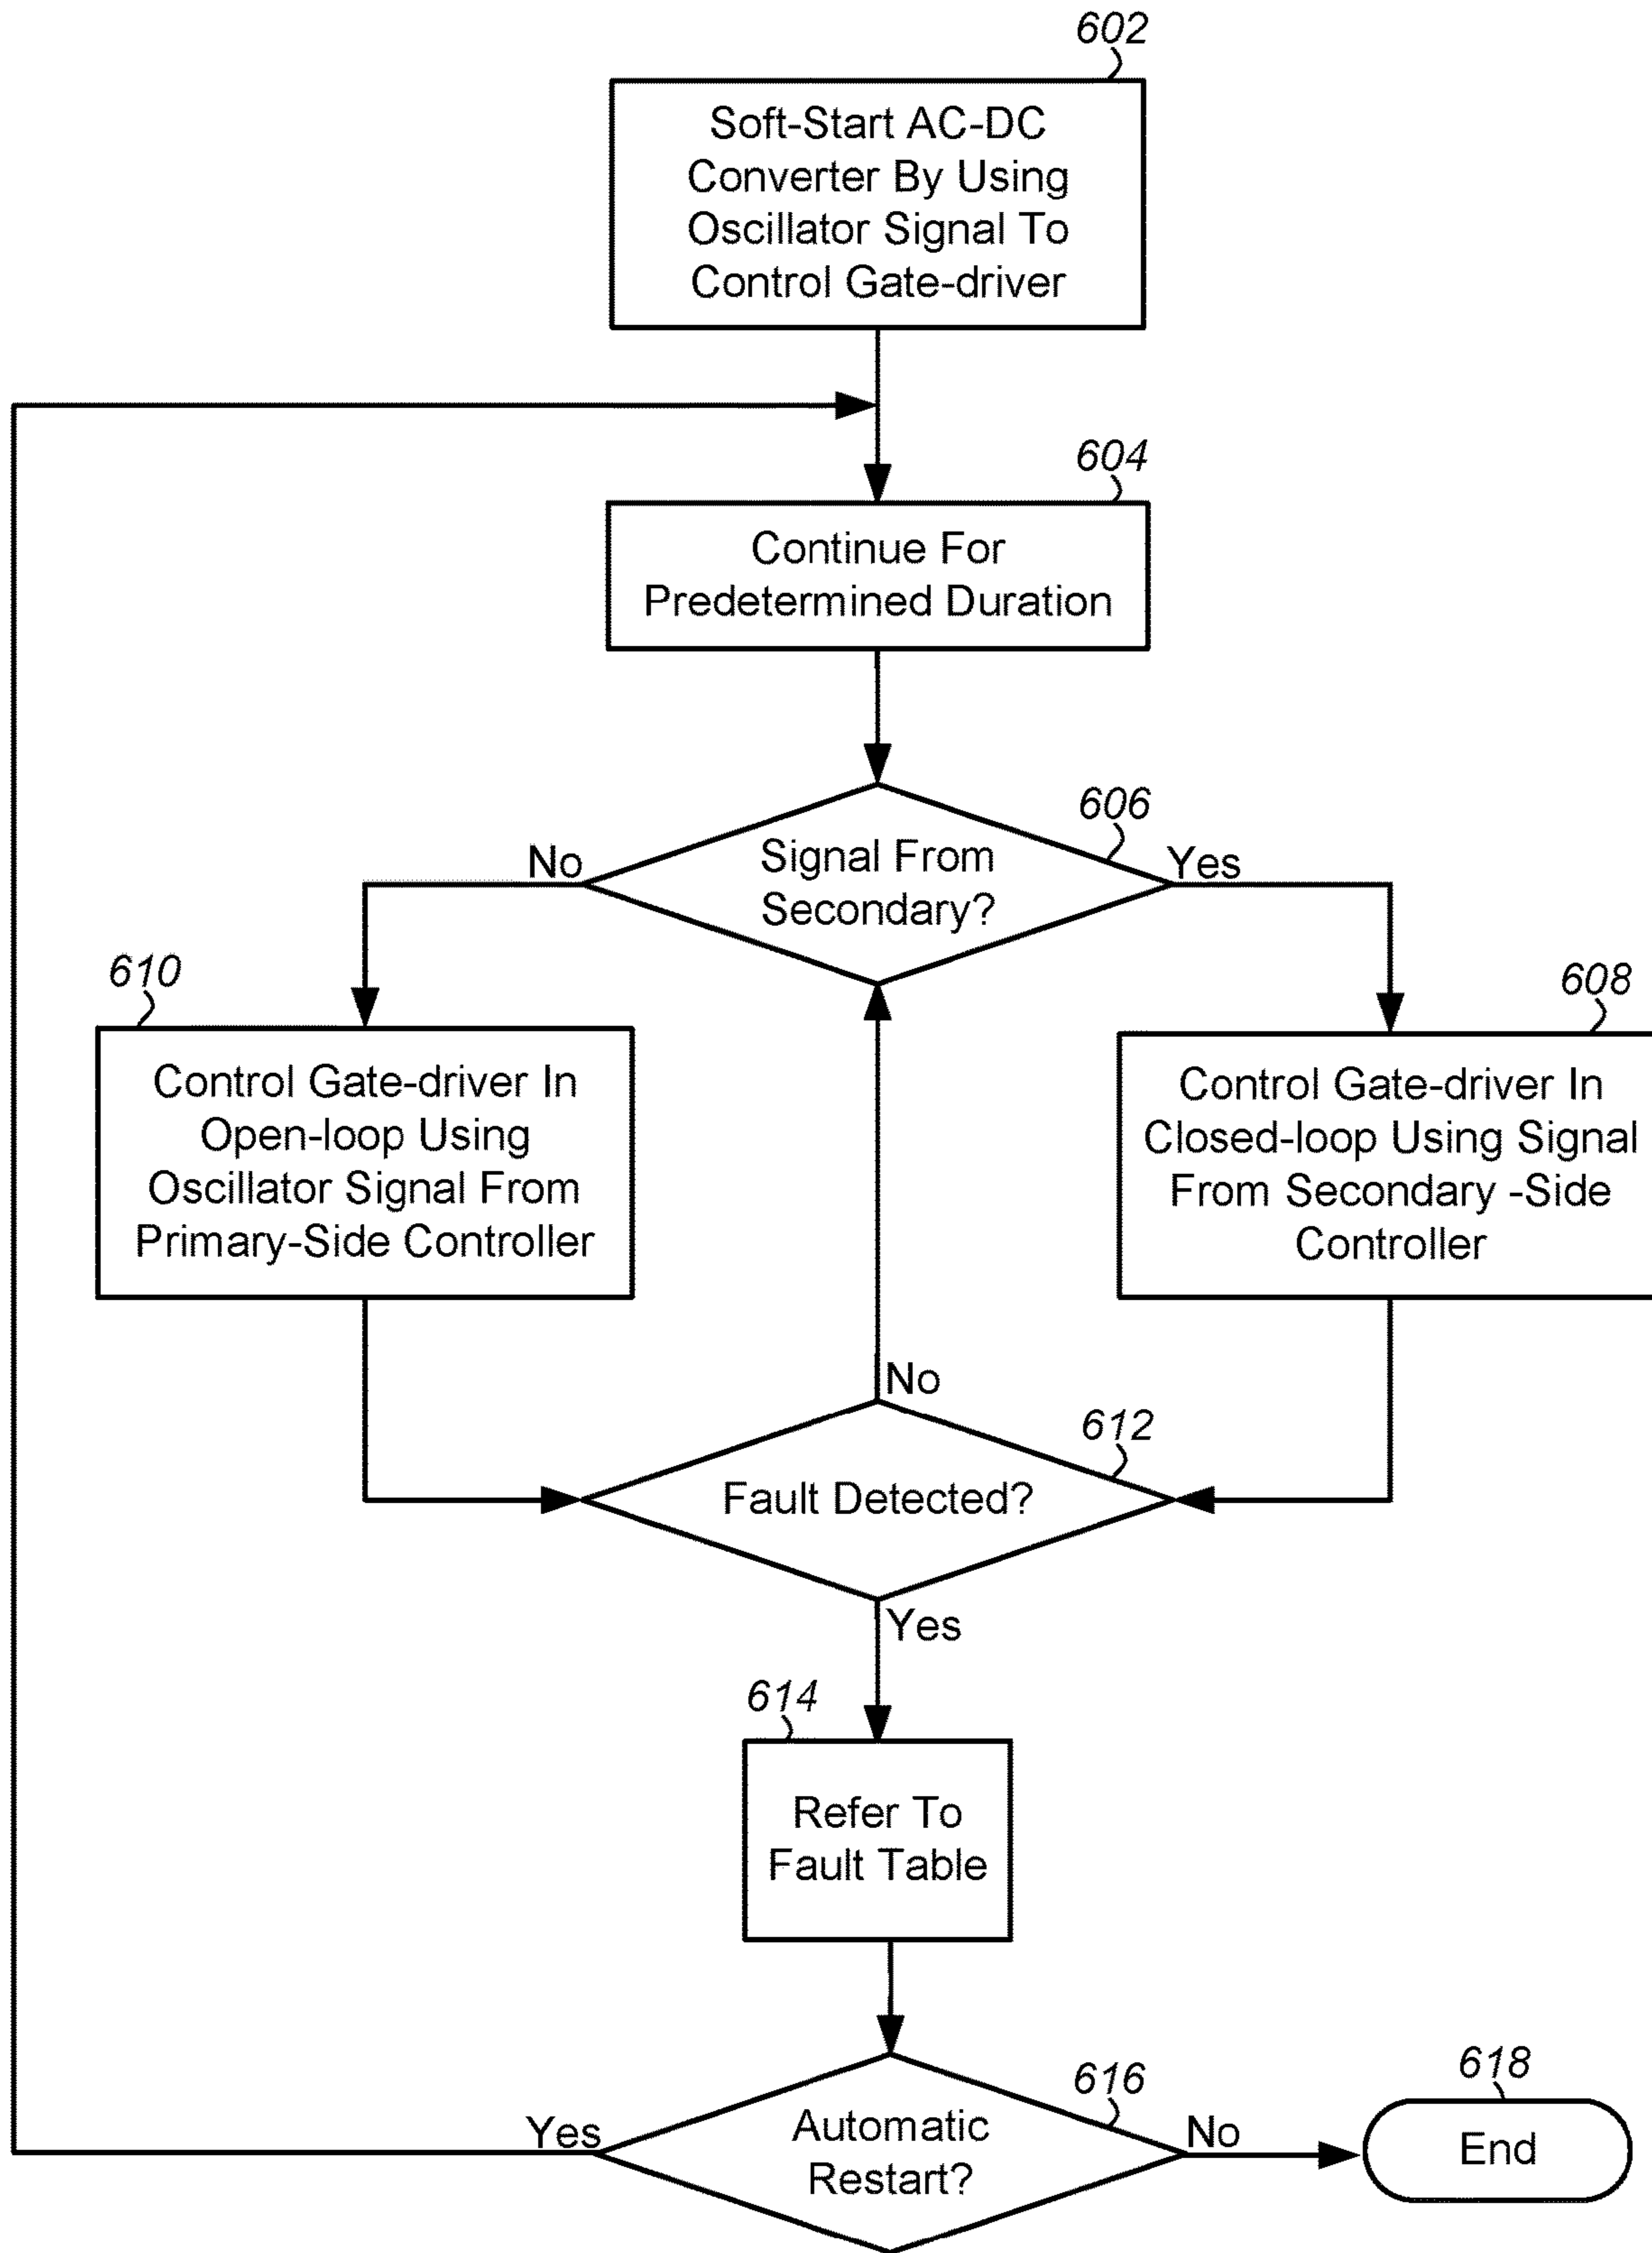 602
Soft-Start AC-DC
Converter By Using
Oscillator Signal To
Control Gate-driver
604
Continue For
Predetermined Duration
606
Signal From
Secondary?
No
Yes
610
Control Gate-driver In
Open-loop Using
Oscillator Signal From
Primary-Side Controller
608
Control Gate-driver In
Closed-loop Using Signal
From Secondary -Side
Controller
No
612
Fault Detected?
Yes
614
Refer To
Fault Table
616
Automatic
Restart?
Yes
No
618
End